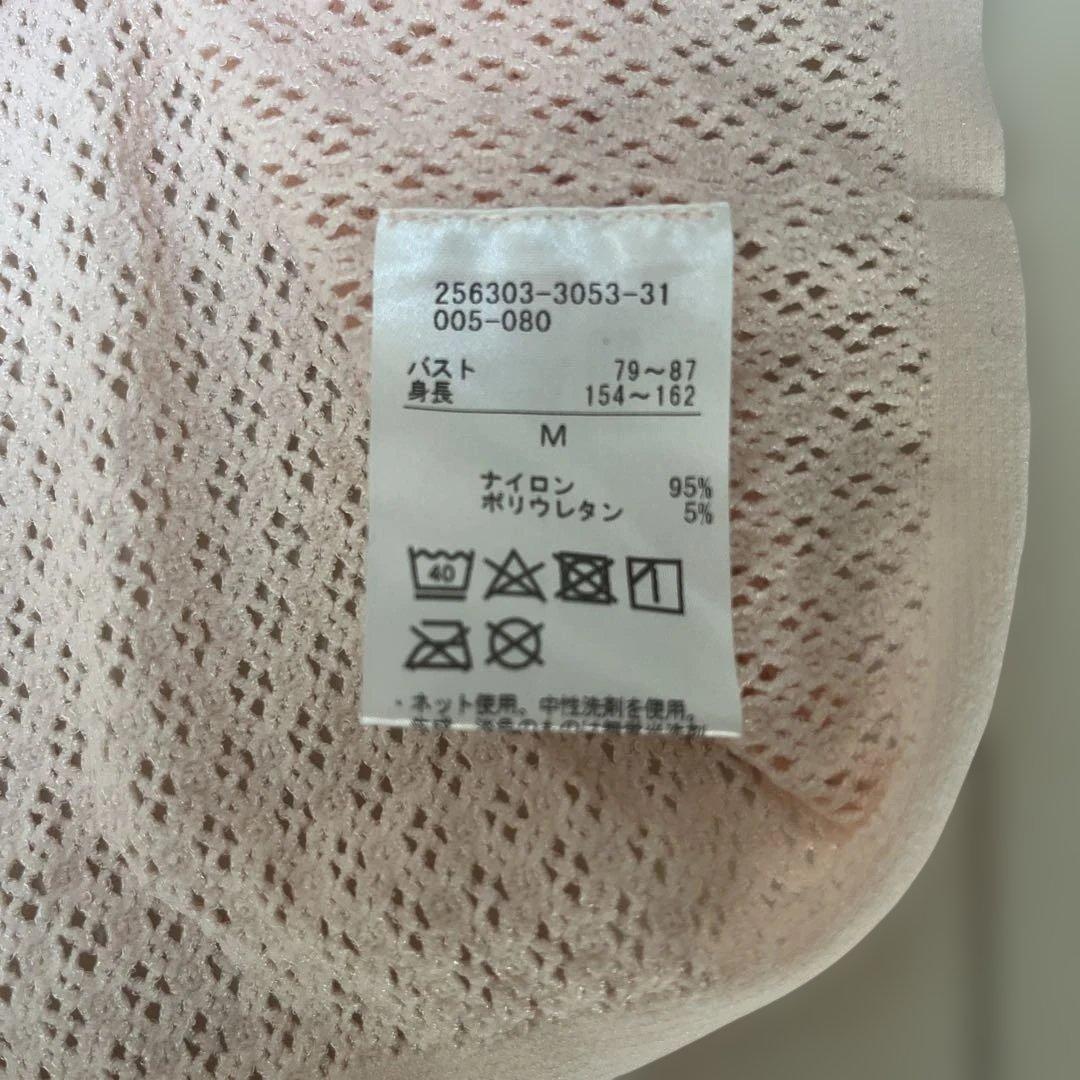 256303-3053-31
005-080
バスト 79～87
身長 154～162
M
ナイロン 95%
ポリウレタン 5%
40
・ネット使用。中性洗剤を使用。